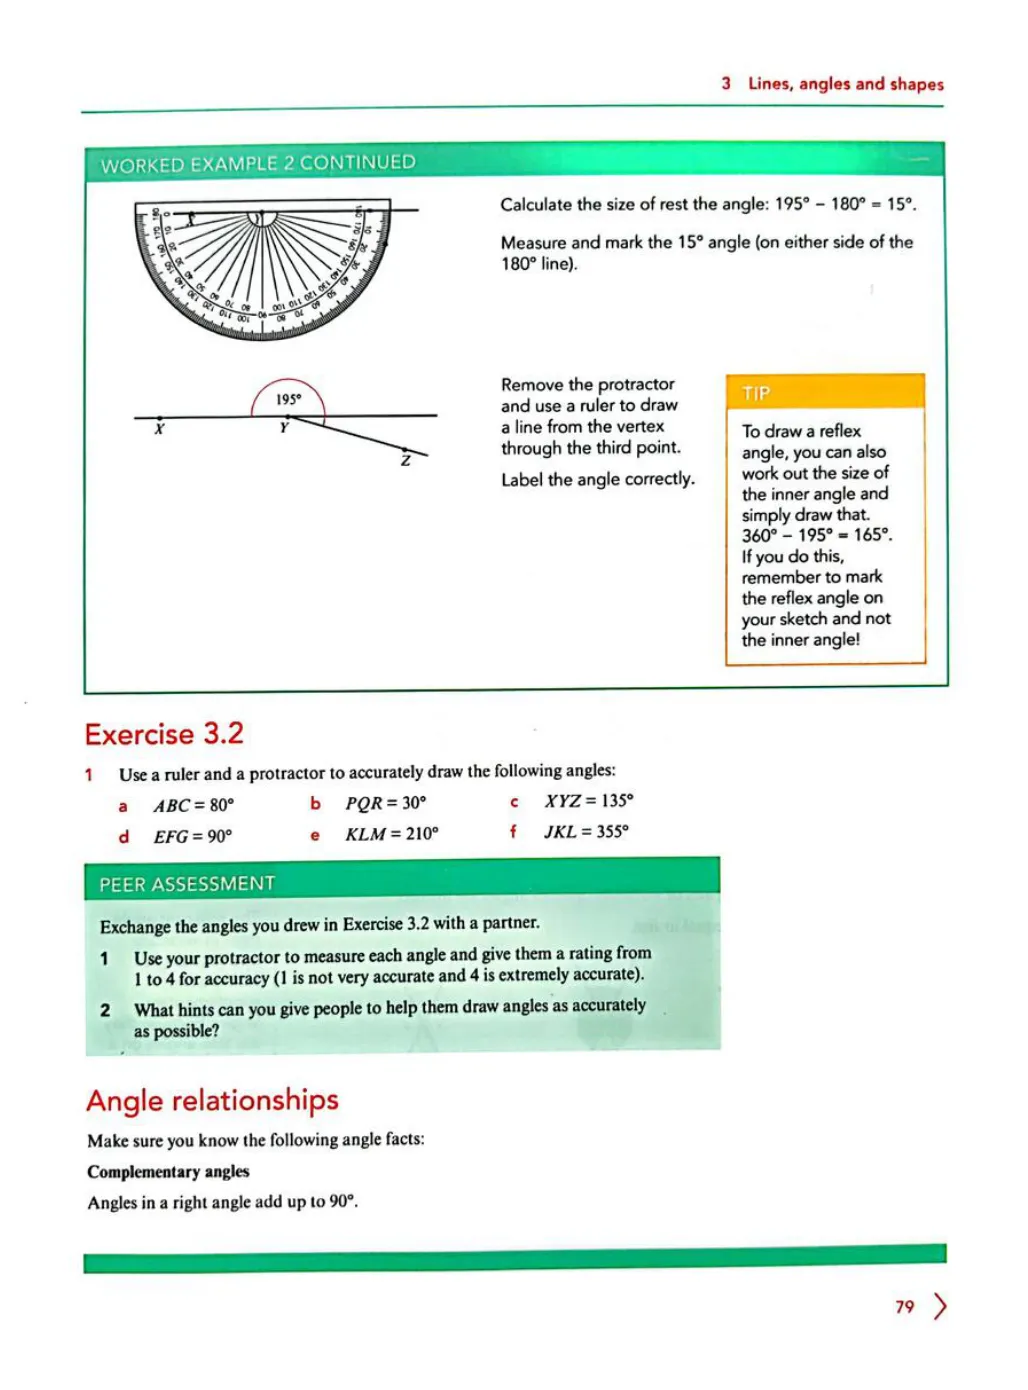 3 Lines, angles and shapes
WORKED EXAMPLE 2 CONTINUED
Calculate the size of rest the angle: 195° – 180° = 15°.
Measure and mark the 15° angle (on either side of the
180° line).
195°
X
Y
Z
Remove the protractor
and use a ruler to draw
a line from the vertex
through the third point.
Label the angle correctly.
TIP
To draw a reflex
angle, you can also
work out the size of
the inner angle and
simply draw that.
360° – 195° = 165°.
If you do this,
remember to mark
the reflex angle on
your sketch and not
the inner angle!
Exercise 3.2
1 Use a ruler and a protractor to accurately draw the following angles:
a ABC = 80° b PQR = 30° c XYZ = 135°
d EFG = 90° e KLM = 210° f JKL = 355°
PEER ASSESSMENT
Exchange the angles you drew in Exercise 3.2 with a partner.
1 Use your protractor to measure each angle and give them a rating from
1 to 4 for accuracy (1 is not very accurate and 4 is extremely accurate).
2 What hints can you give people to help them draw angles as accurately
as possible?
Angle relationships
Make sure you know the following angle facts:
Complementary angles
Angles in a right angle add up to 90°.
79